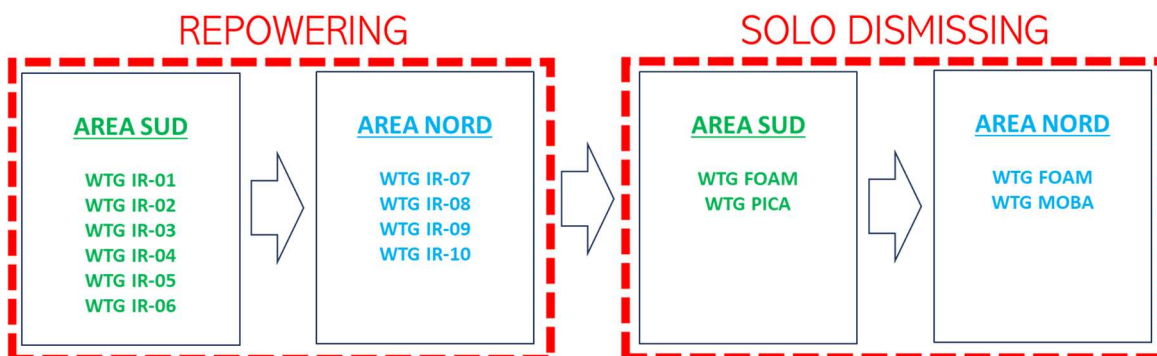 REPOWERING
AREA SUD
WTG IR-01
WTG IR-02
WTG IR-03
WTG IR-04
WTG IR-05
WTG IR-06
AREA NORD
WTG IR-07
WTG IR-08
WTG IR-09
WTG IR-10
SOLO DISMISSING
AREA SUD
WTG FOAM
WTG PICA
AREA NORD
WTG FOAM
WTG MOBA